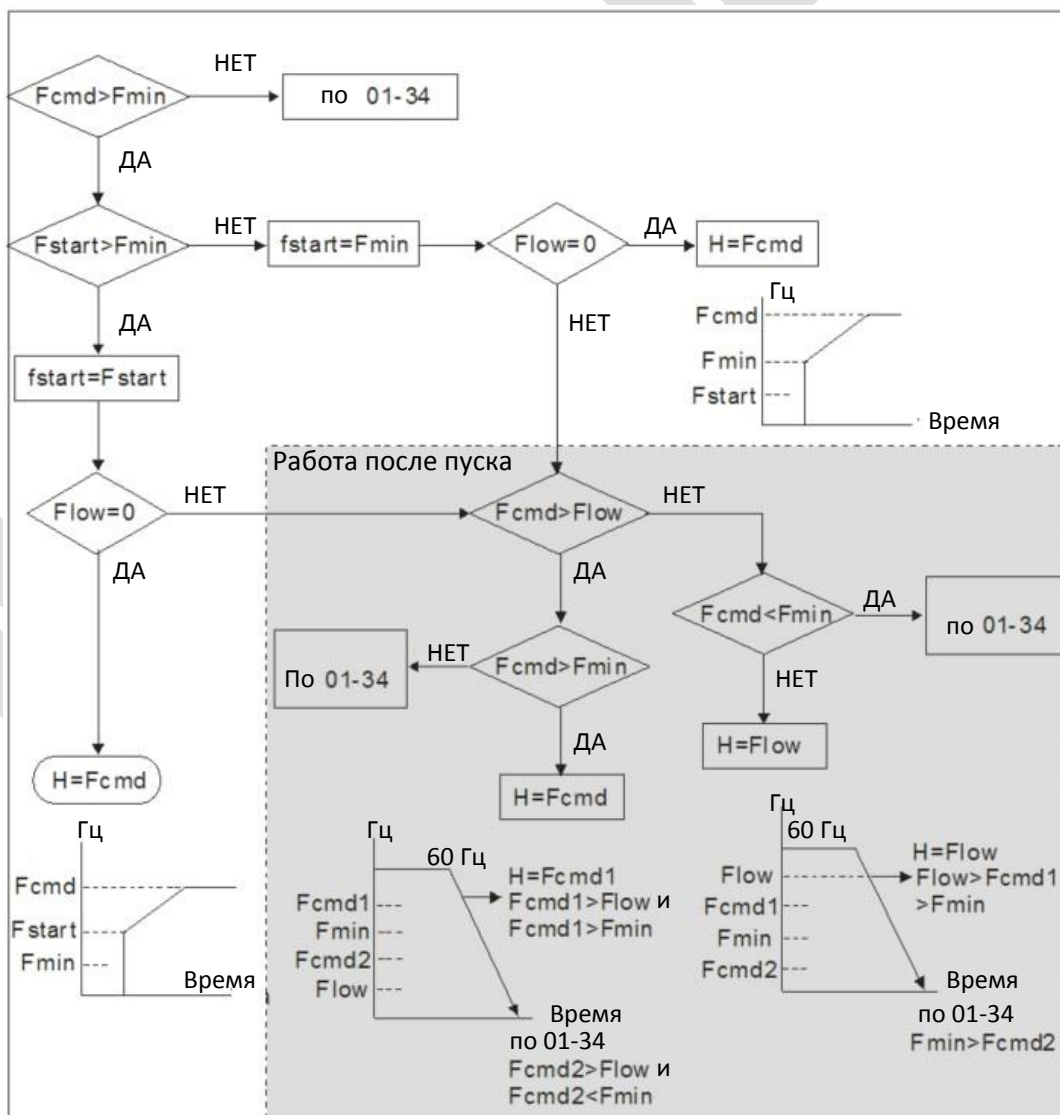 НЕТ
Fcmd>Fmin
по 01-34
ДА
Fstart>Fmin
НЕТ
fstart=Fmin
Flow=0
ДА
H=Fcmd
ДА
НЕТ
fstart=Fstart
Гц
Fcmd
Fmin
Fstart
Время
Работа после пуска
Flow=0
НЕТ
Fcmd>Flow
НЕТ
ДА
ДА
Fcmd<Fmin
ДА
по 01-34
По 01-34
НЕТ
Fcmd>Fmin
НЕТ
ДА
H=Flow
H=Fcmd
H=Fcmd
Гц
Fcmd
Fstart
Fmin
Время
Гц
60 Гц
H=Fcmd1
Fcmd1>Flow и
Fcmd1>Fmin
Fcmd1
Fmin
Fcmd2
Flow
Время
по 01-34
Fcmd2>Flow и
Fcmd2<Fmin
Гц
60 Гц
H=Flow
Flow>Fcmd1
>Fmin
Flow
Fcmd1
Fmin
Fcmd2
Время
по 01-34
Fmin>Fcmd2